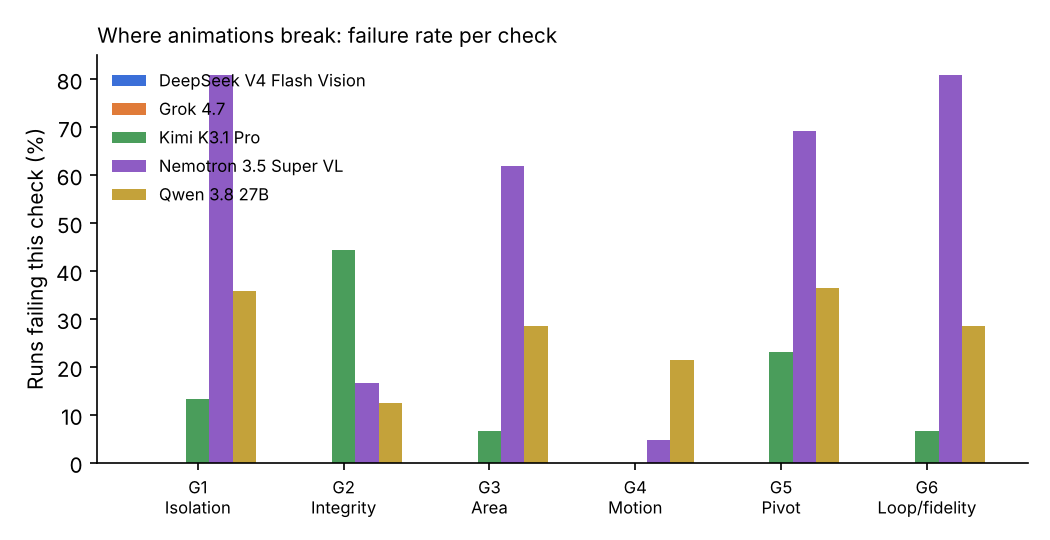 Where animations break: failure rate per check
Runs failing this check (%)
80
70
60
50
40
30
20
10
0
DeepSeek V4 Flash Vision
Grok 4.7
Kimi K3.1 Pro
Nemotron 3.5 Super VL
Qwen 3.8 27B
G1
Isolation
G2
Integrity
G3
Area
G4
Motion
G5
Pivot
G6
Loop/fidelity